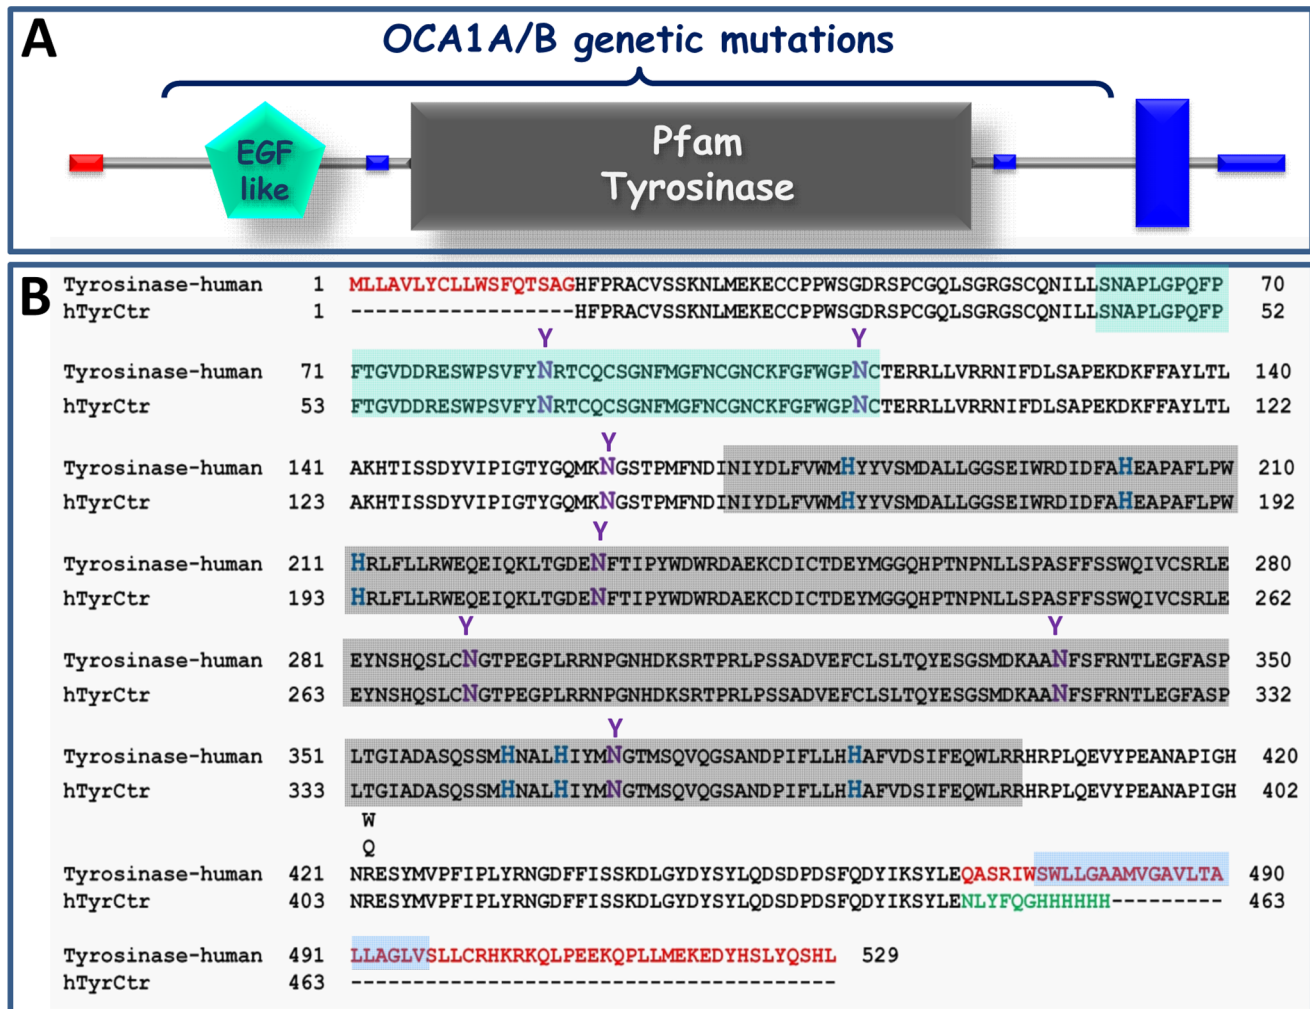 A
OCA1A/B genetic mutations
EGF
like
Pfam
Tyrosinase
B
Tyrosinase-human 1 MLLAVLYCLLWSFQTSAGHFPRACVSSKNLMEKECCPPWSGDRSPCGQLSGRGSCQNILLSNAPLGPQFP 70
hTyrCtr 1 ------------------HFPRACVSSKNLMEKECCPPWSGDRSPCGQLSGRGSCQNILLSNAPLGPQFP 52
Y Y
Tyrosinase-human 71 FTGVDDRESWPSVFYNRTCQCSGNFMGFNCGNCKFGFWGPNCTERRLLVRRNIFDLSAPEKDKFFAYLTL 140
hTyrCtr 53 FTGVDDRESWPSVFYNRTCQCSGNFMGFNCGNCKFGFWGPNCTERRLLVRRNIFDLSAPEKDKFFAYLTL 122
Y
Tyrosinase-human 141 AKHTISSDYVIPIGTYGQMKNGSTPMFNDINIYDLFVWMHYYVSMDALLGGSEIWRDIDFAHEAPAFLPW 210
hTyrCtr 123 AKHTISSDYVIPIGTYGQMKNGSTPMFNDINIYDLFVWMHYYVSMDALLGGSEIWRDIDFAHEAPAFLPW 192
Y
Tyrosinase-human 211 HRLFLLRWEQEIQKLTGDENFTIPYWDWRDAEKCDICTDEYMGGQHPTNPNLLSPASFFSSWQIVCSRLE 280
hTyrCtr 193 HRLFLLRWEQEIQKLTGDENFTIPYWDWRDAEKCDICTDEYMGGQHPTNPNLLSPASFFSSWQIVCSRLE 262
Y Y
Tyrosinase-human 281 EYNSHQSLCNGTPEGPLRRNPGNHDKSRTPRLPSSADVEFCLSLTQYESGSMDKAANFSFRNTLEGFASP 350
hTyrCtr 263 EYNSHQSLCNGTPEGPLRRNPGNHDKSRTPRLPSSADVEFCLSLTQYESGSMDKAANFSFRNTLEGFASP 332
Y
Tyrosinase-human 351 LTGIADASQSSMHNALHIYMNGTMSQVQGSANDPIFLLHHAFVDSIFEQWLRRHRPLQEVYPEANAPIGH 420
hTyrCtr 333 LTGIADASQSSMHNALHIYMNGTMSQVQGSANDPIFLLHHAFVDSIFEQWLRRHRPLQEVYPEANAPIGH 402
W
Q
Tyrosinase-human 421 NRESYMVPFIPLYRNGDFFISSKDLGYDYSYLQDSDPDSFQDYIKSYLEQASRIWSWLLGAAMVGAVLTA 490
hTyrCtr 403 NRESYMVPFIPLYRNGDFFISSKDLGYDYSYLQDSDPDSFQDYIKSYLENLYFQGHHHHHH--------- 463
Tyrosinase-human 491 LLAGLVSLLCRHKRKQLPEEKQPLLMEKEDYHSLYQSHL 529
hTyrCtr 463 ---------------------------------------